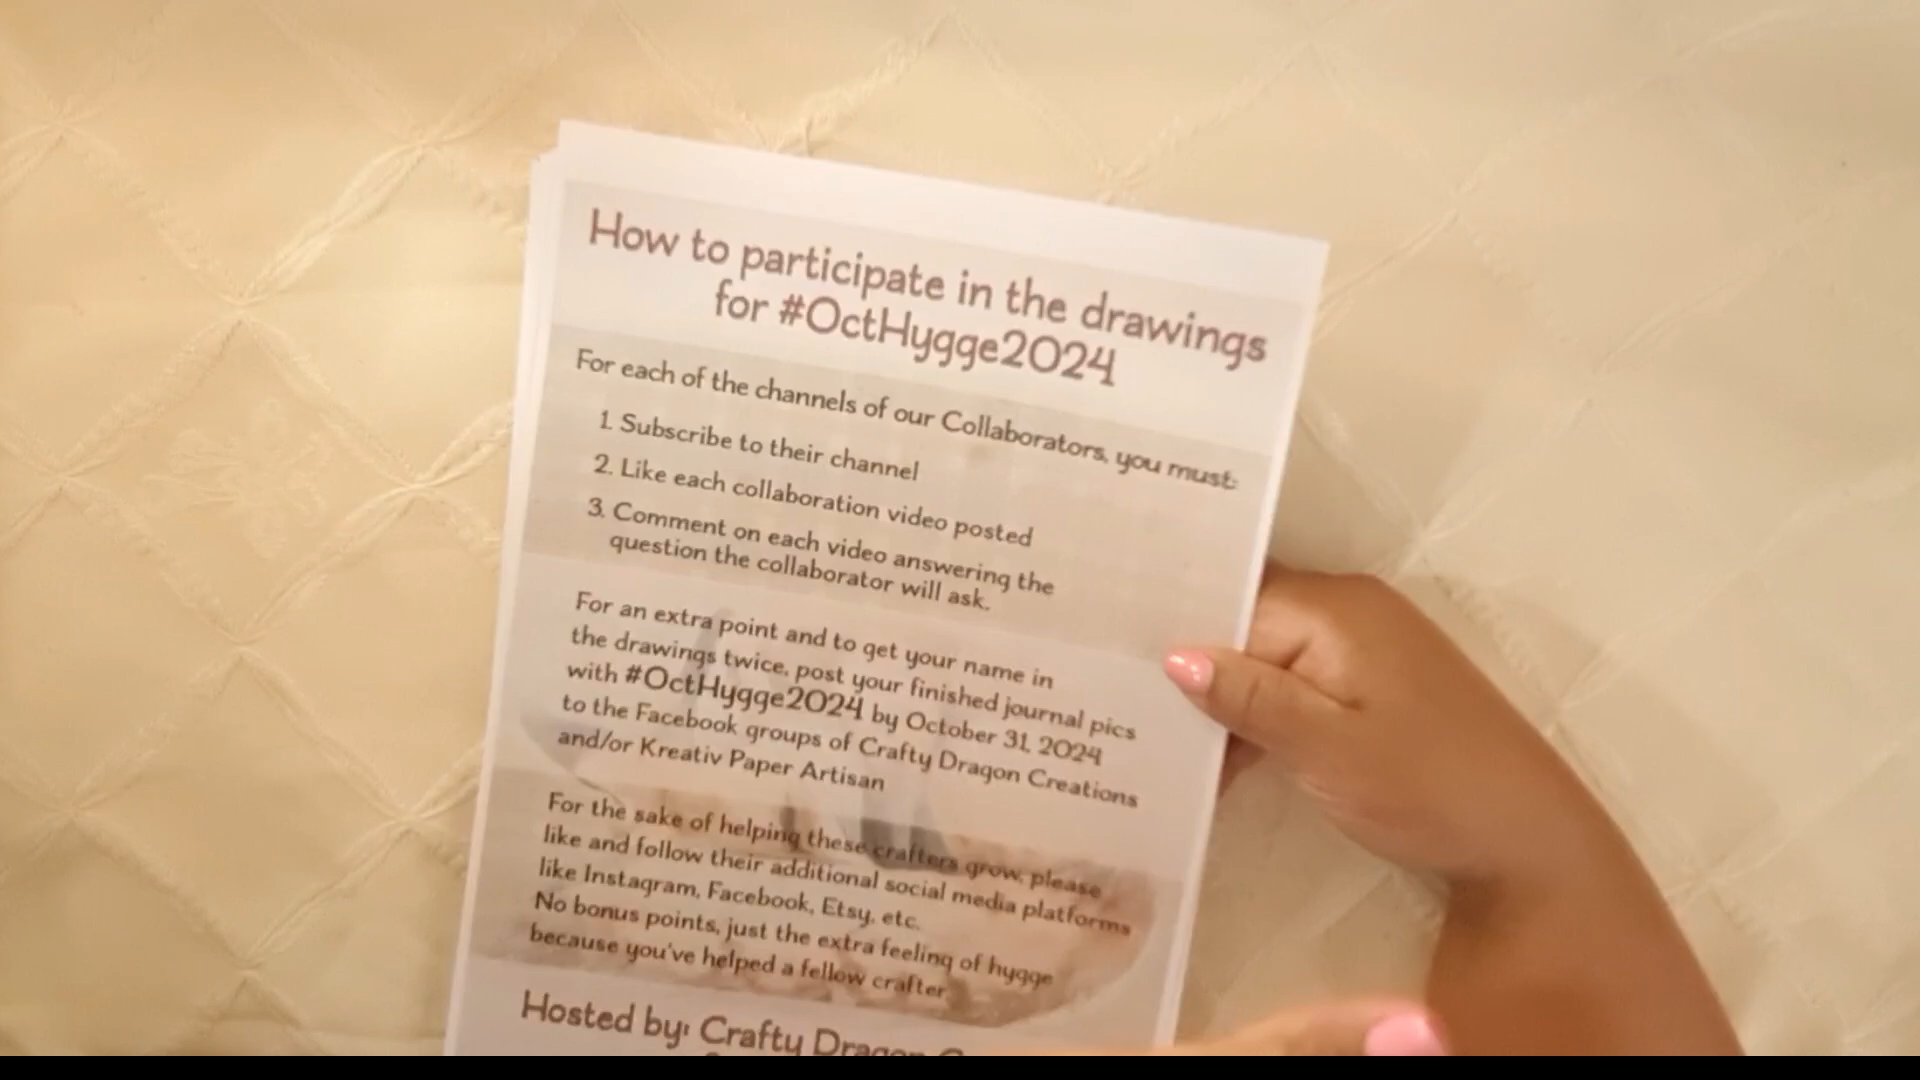 How to participate in the drawings
for #OctHygge2024
For each of the channels of our Collaborators, you must:
1. Subscribe to their channel
2. Like each collaboration video posted
3. Comment on each video answering the
question the collaborator will ask.
For an extra point and to get your name in
the drawings twice, post your finished journal pics
with #OctHygge2024 by October 31, 2024
to the Facebook groups of Crafty Dragon Creations
and/or Kreativ Paper Artisan
For the sake of helping these crafters grow, please
like and follow their additional social media platforms
like Instagram, Facebook, Etsy, etc.
No bonus points, just the extra feeling of hygge
because you've helped a fellow crafter
Hosted by: Crafty Dragon